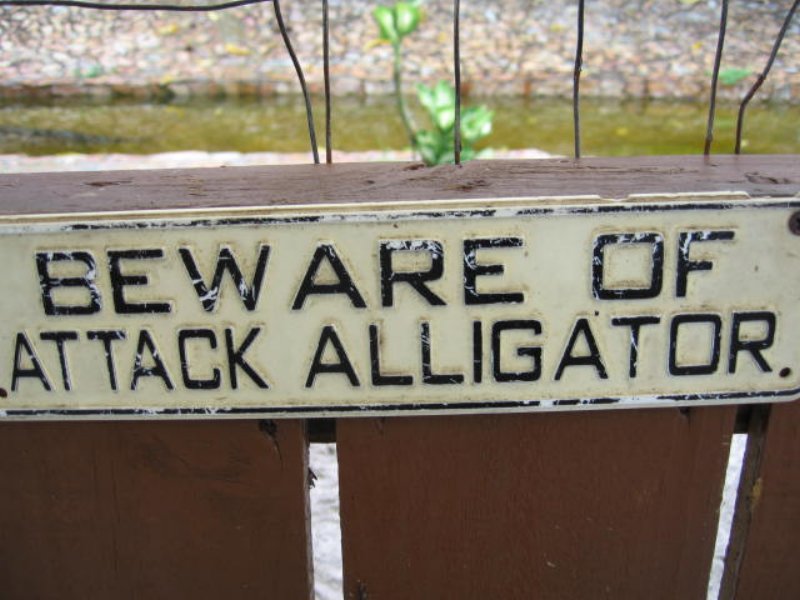 BEWARE OF
ATTACK ALLIGATOR.